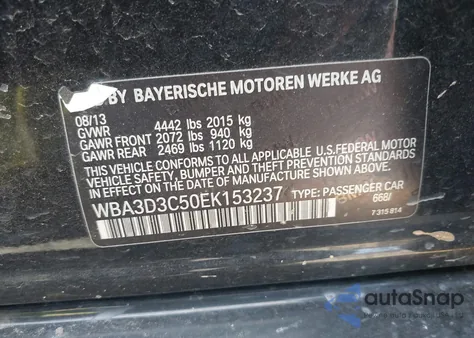 BY BAYERISCHE MOTOREN WERKE AG
08/13
GVWR 4442 lbs 2015 kg
GAWR FRONT 2072 lbs 940 kg
GAWR REAR 2469 lbs 1120 kg
THIS VEHICLE CONFORMS TO ALL APPLICABLE U.S.FEDERAL MOTOR
VEHICLE SAFETY, BUMPER, AND THEFT PREVENTION STANDARDS
IN EFFECT ON THE DATE OF MANUFACTURE SHOWN ABOVE.
WBA3D3C50EK153237 TYPE: PASSENGER CAR
668/
7 315 814
autoSnap